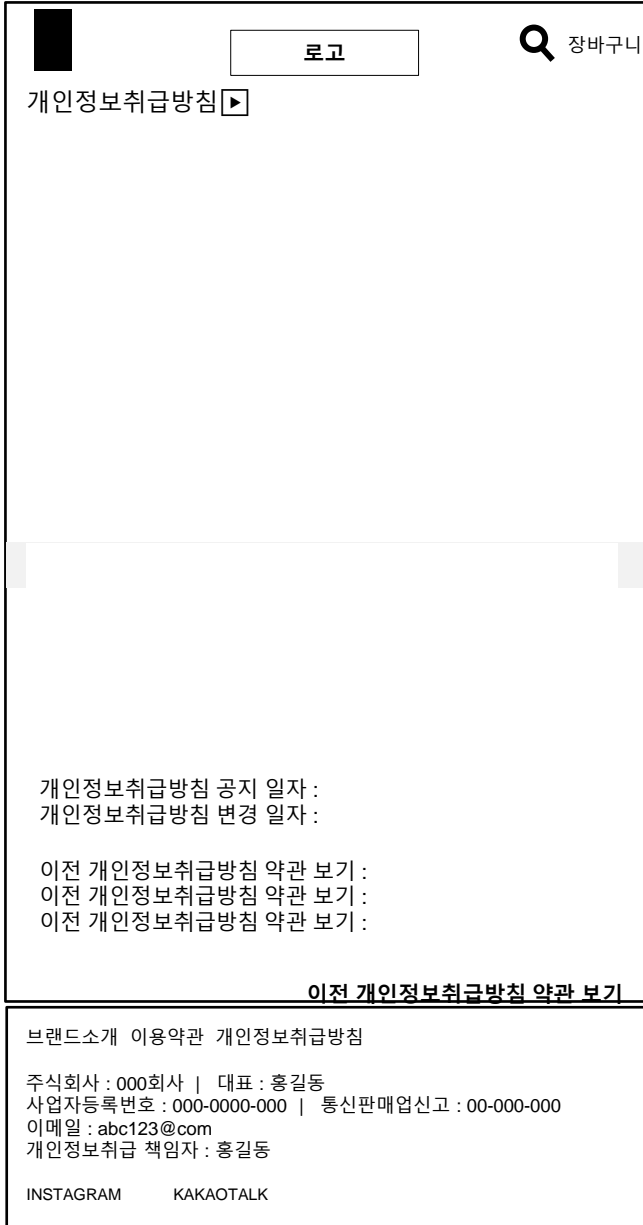 로고
장바구니
개인정보취급방침
개인정보취급방침 공지 일자 :
개인정보취급방침 변경 일자 :
이전 개인정보취급방침 약관 보기 :
이전 개인정보취급방침 약관 보기 :
이전 개인정보취급방침 약관 보기 :
이전 개인정보취급방침 약관 보기
브랜드소개 이용약관 개인정보취급방침
주식회사 : 000회사 | 대표 : 홍길동
사업자등록번호 : 000-0000-000 | 통신판매업신고 : 00-000-000
이메일 : abc123@com
개인정보취급 책임자 : 홍길동
INSTAGRAM KAKAOTALK